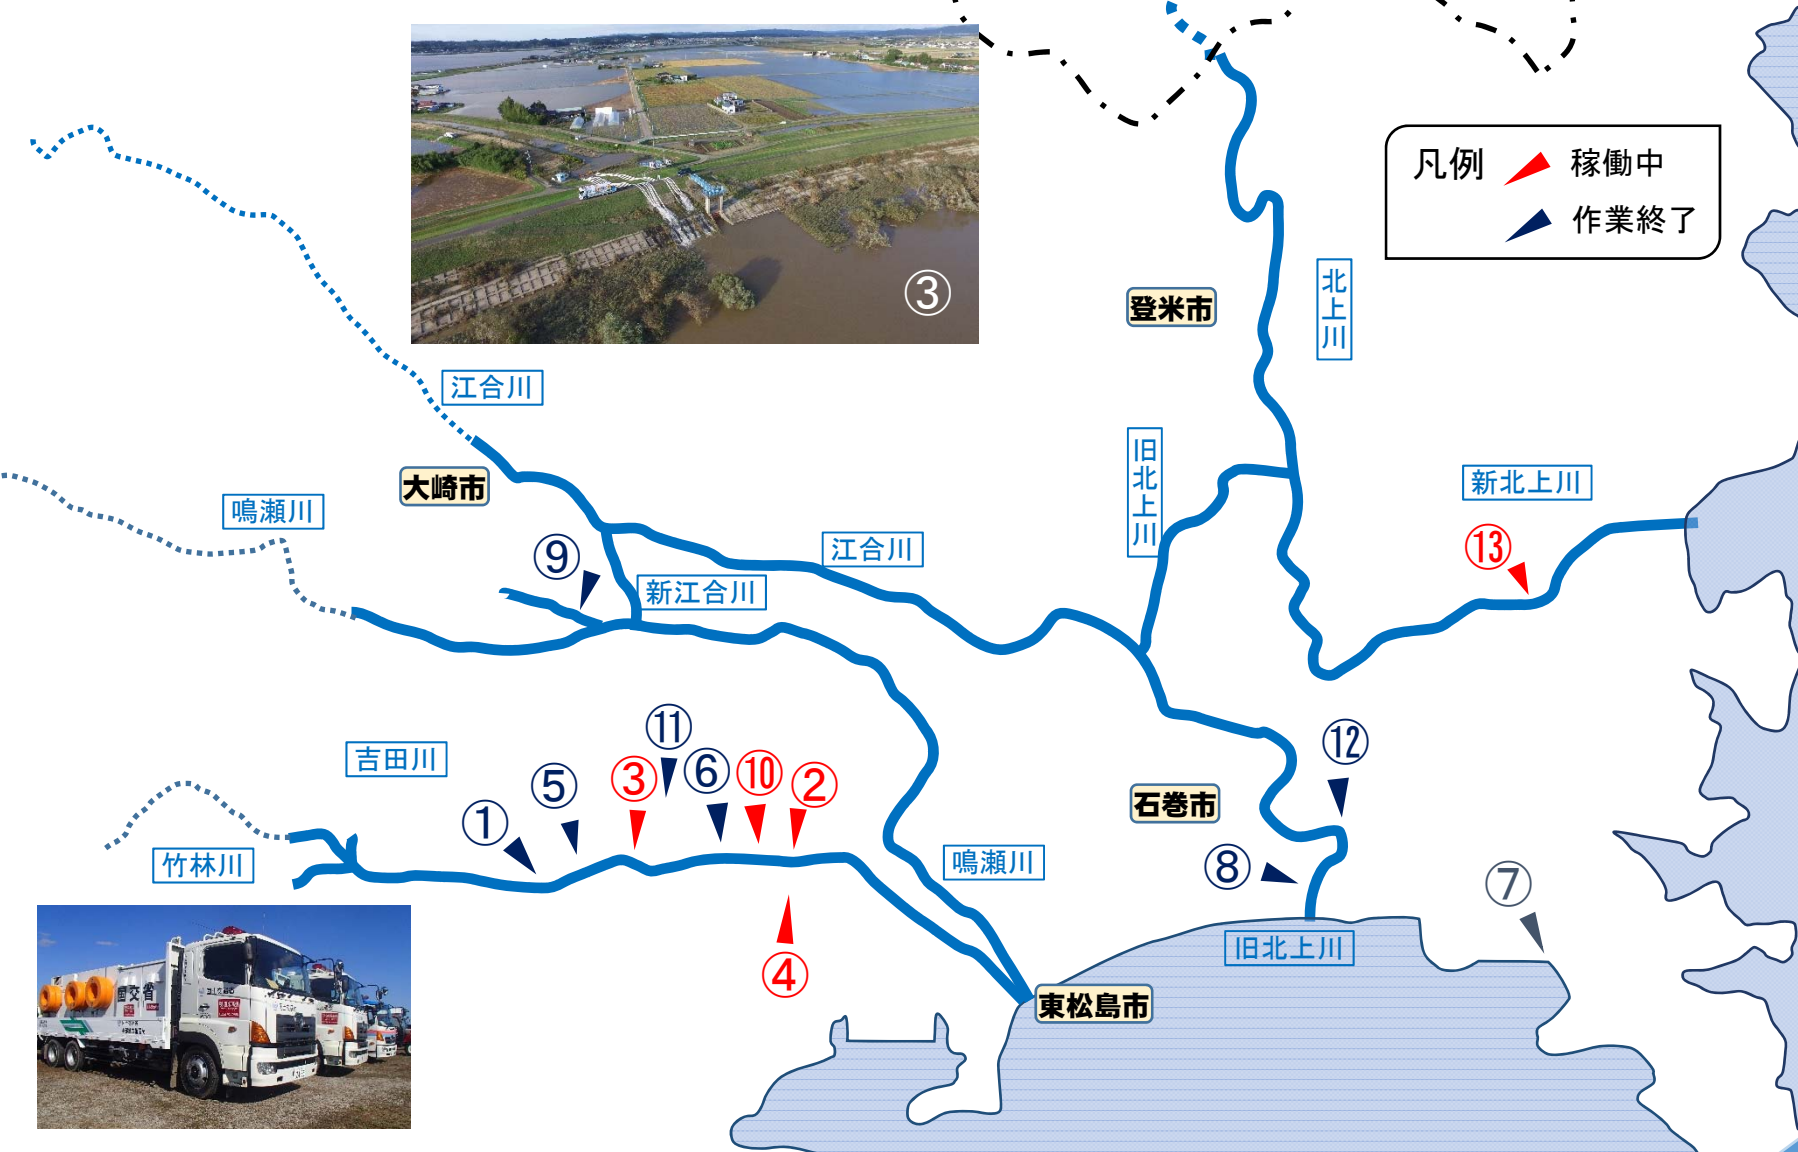 ③
凡例
稼働中
作業終了
北上川
登米市
江合川
旧北上川
大崎市
新北上川
鳴瀬川
⑬
江合川
⑨
新江合川
⑪
⑫
吉田川
⑤
③
⑥
⑩
②
石巻市
①
竹林川
鳴瀬川
⑧
⑦
旧北上川
④
東松島市
国交省